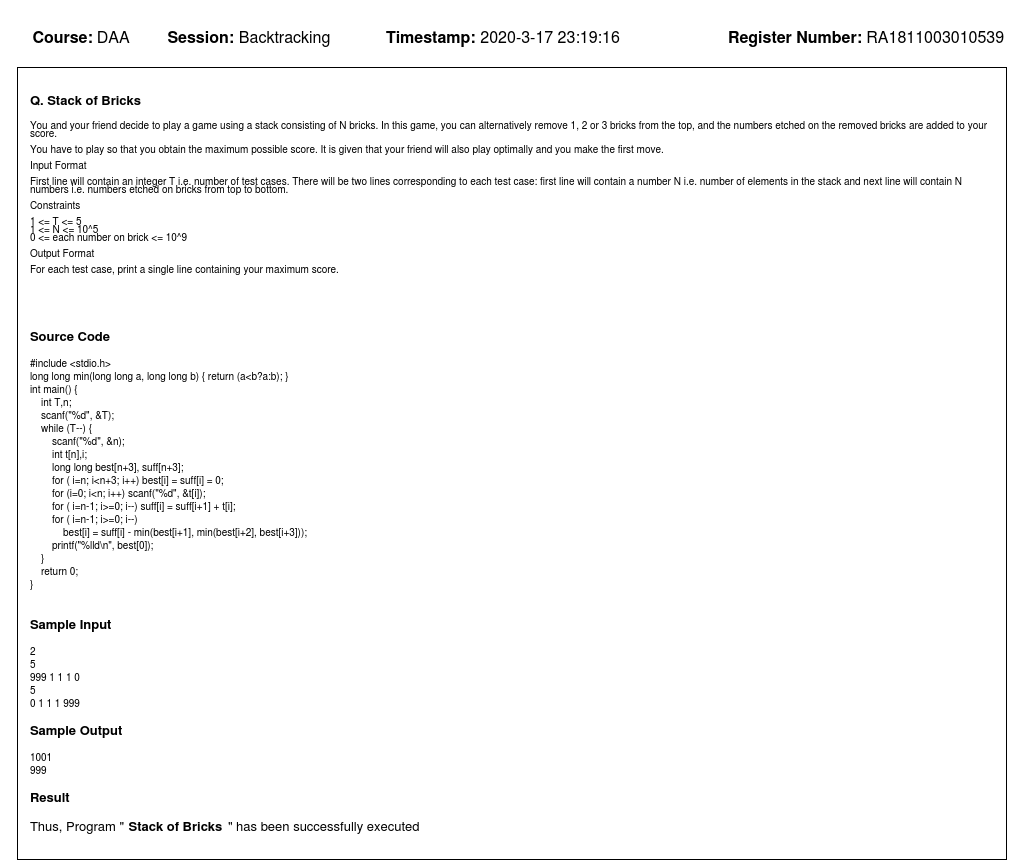 Course: DAA Session: Backtracking Timestamp: 2020-3-17 23:19:16 Register Number: RA1811003010539
Q. Stack of Bricks
You and your friend decide to play a game using a stack consisting of N bricks. In this game, you can alternatively remove 1, 2 or 3 bricks from the top, and the numbers etched on the removed bricks are added to your
score.
You have to play so that you obtain the maximum possible score. It is given that your friend will also play optimally and you make the first move.
Input Format
First line will contain an integer T i.e. number of test cases. There will be two lines corresponding to each test case: first line will contain a number N i.e. number of elements in the stack and next line will contain N
numbers i.e. numbers etched on bricks from top to bottom.
Constraints
1 <= T <= 5
1 <= N <= 10^5
0 <= each number on brick <= 10^9
Output Format
For each test case, print a single line containing your maximum score.
Source Code
#include <stdio.h>
long long min(long long a, long long b) { return (a<b?a:b); }
int main() {
    int T,n;
    scanf("%d", &T);
    while (T--) {
        scanf("%d", &n);
        int t[n],i;
        long long best[n+3], suff[n+3];
        for ( i=n; i<n+3; i++) best[i] = suff[i] = 0;
        for (i=0; i<n; i++) scanf("%d", &t[i]);
        for ( i=n-1; i>=0; i--) suff[i] = suff[i+1] + t[i];
        for ( i=n-1; i>=0; i--)
            best[i] = suff[i] - min(best[i+1], min(best[i+2], best[i+3]));
        printf("%lld\n", best[0]);
    }
    return 0;
}
Sample Input
2
5
999 1 1 1 0
5
0 1 1 1 999
Sample Output
1001
999
Result
Thus, Program " Stack of Bricks " has been successfully executed